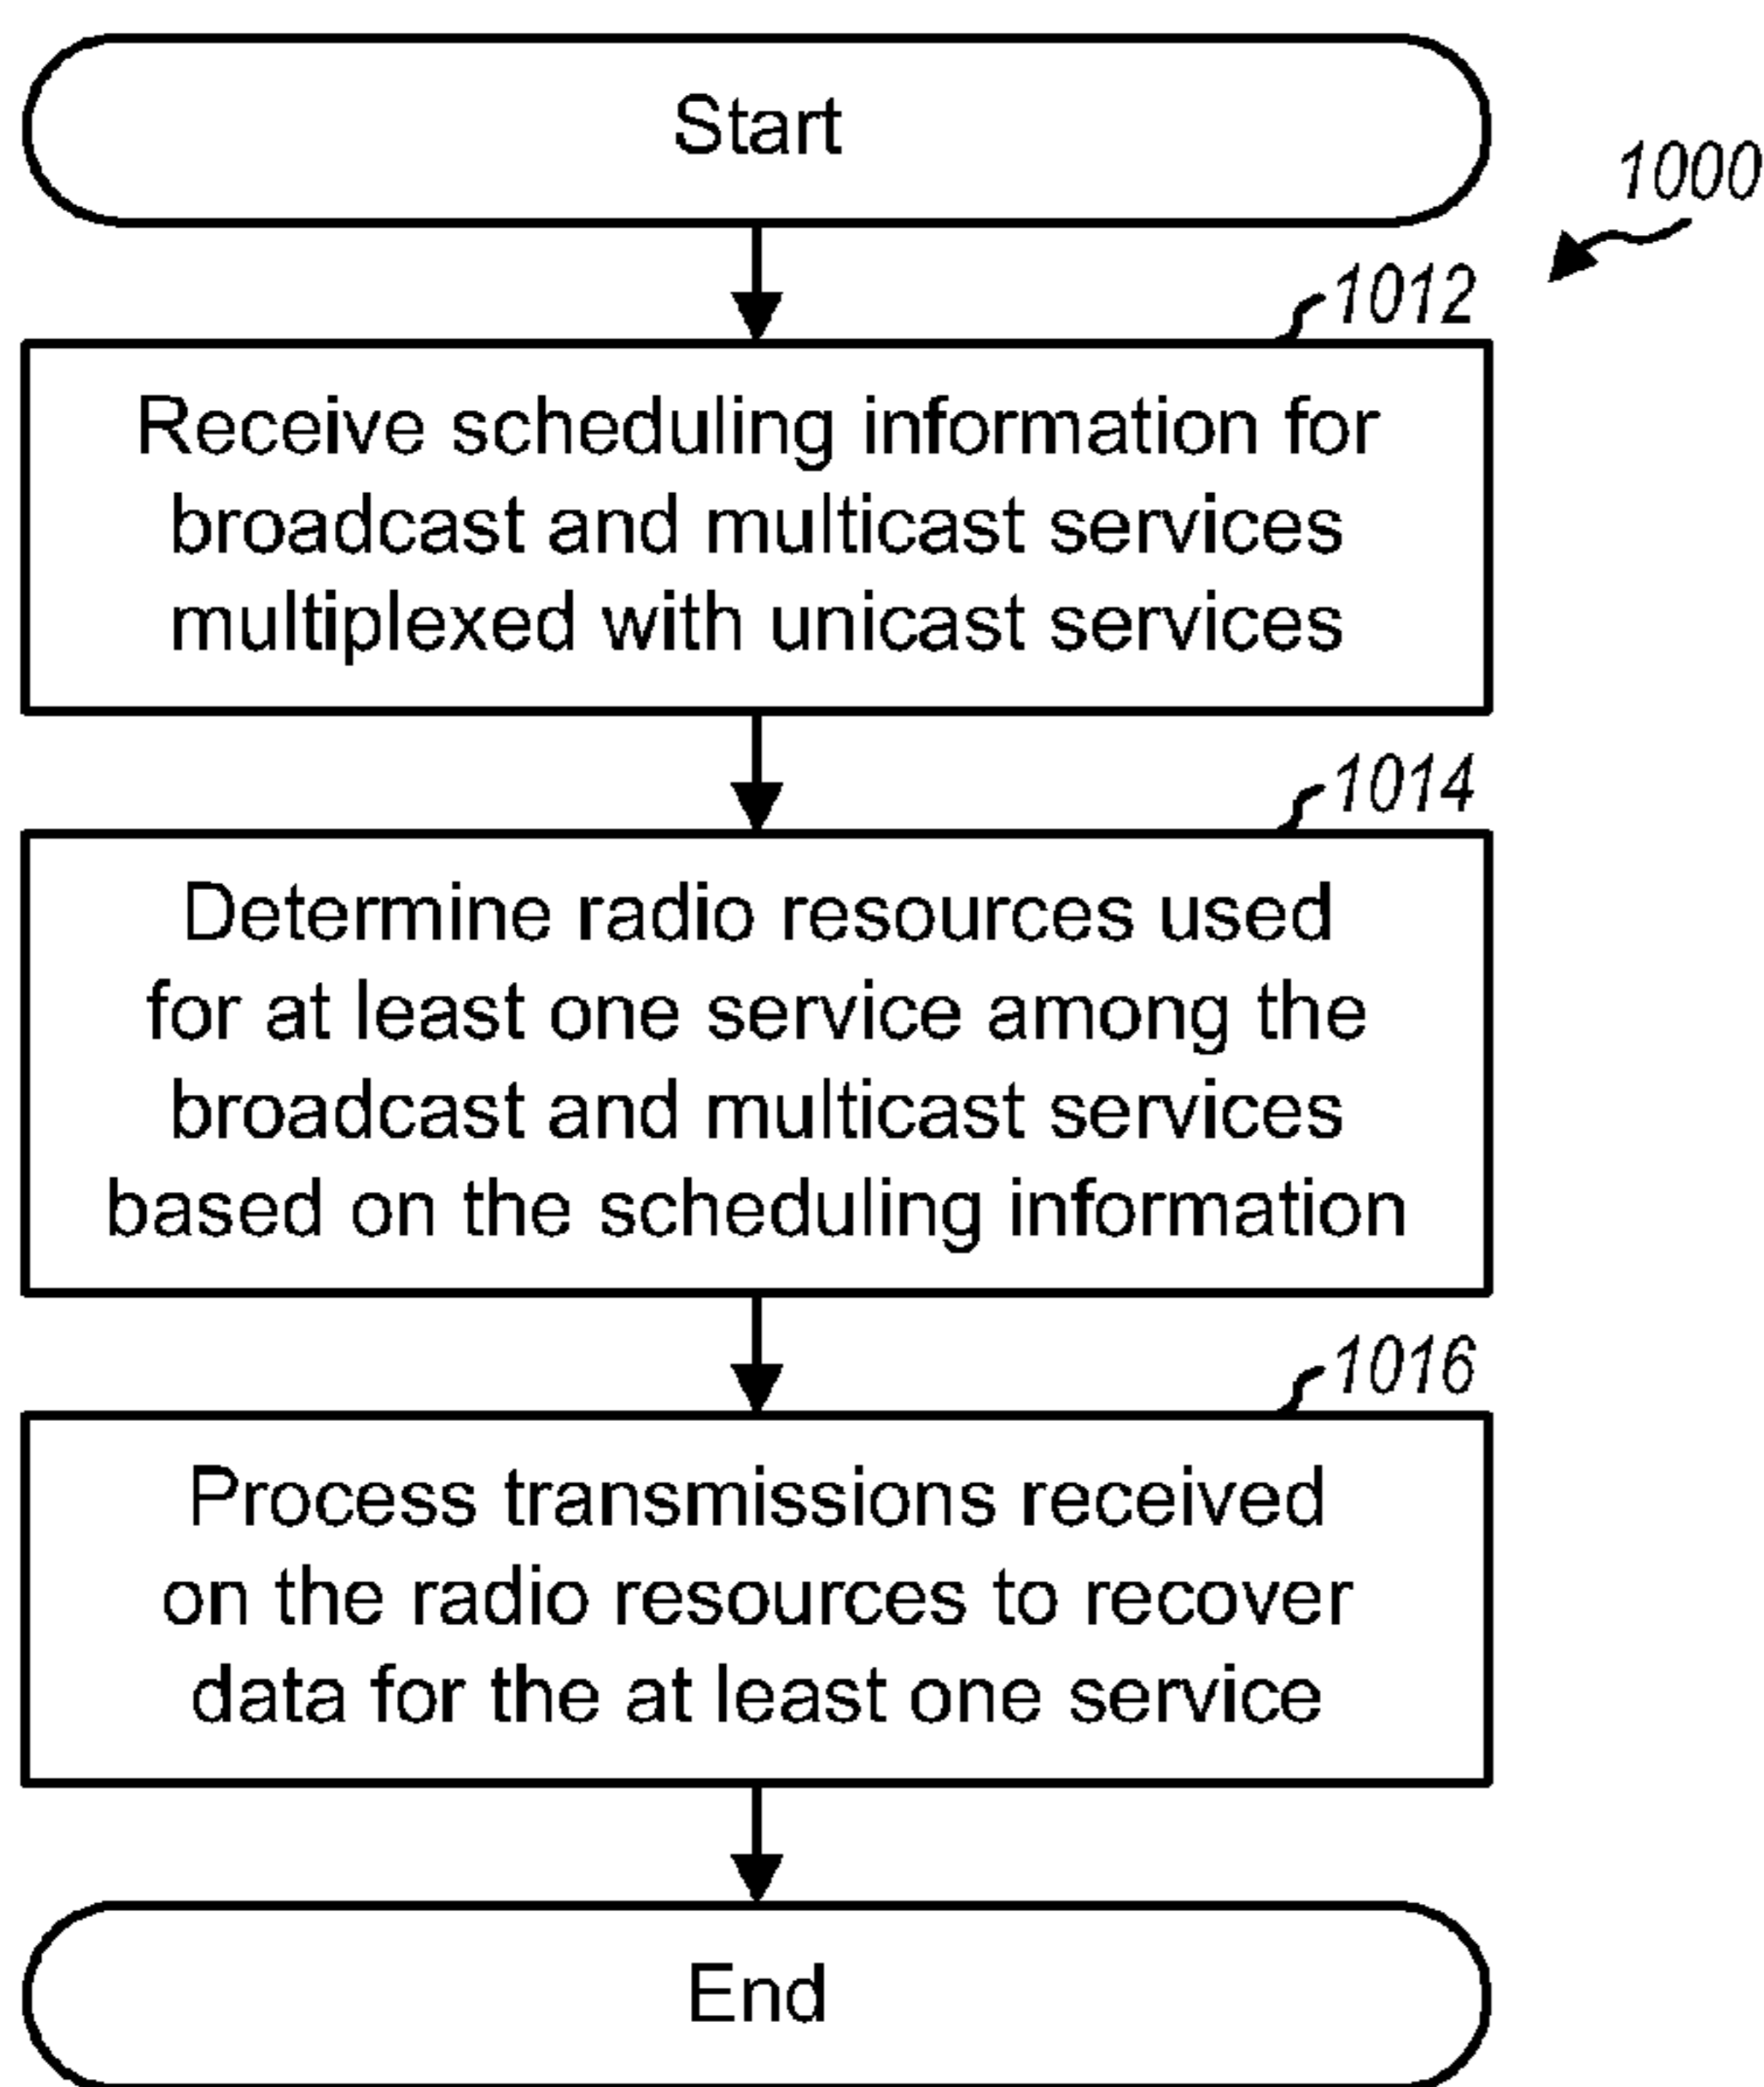 Start
1000
1012
Receive scheduling information for
broadcast and multicast services
multiplexed with unicast services
1014
Determine radio resources used
for at least one service among the
broadcast and multicast services
based on the scheduling information
1016
Process transmissions received
on the radio resources to recover
data for the at least one service
End